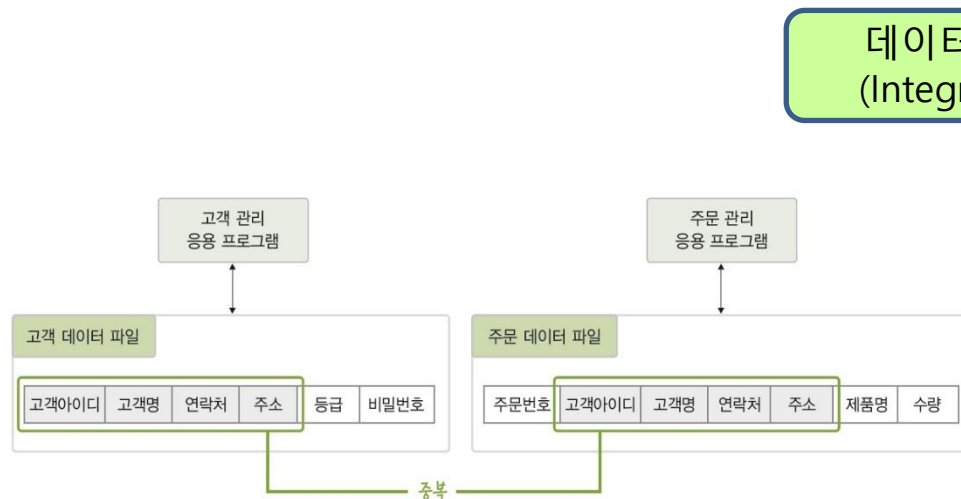 데이터
(Integr
고객 관리
응용 프로그램
주문 관리
응용 프로그램
고객 데이터 파일
고객아이디 고객명 연락처 주소 등급 비밀번호
주문 데이터 파일
주문번호 고객아이디 고객명 연락처 주소 제품명 수량
중복